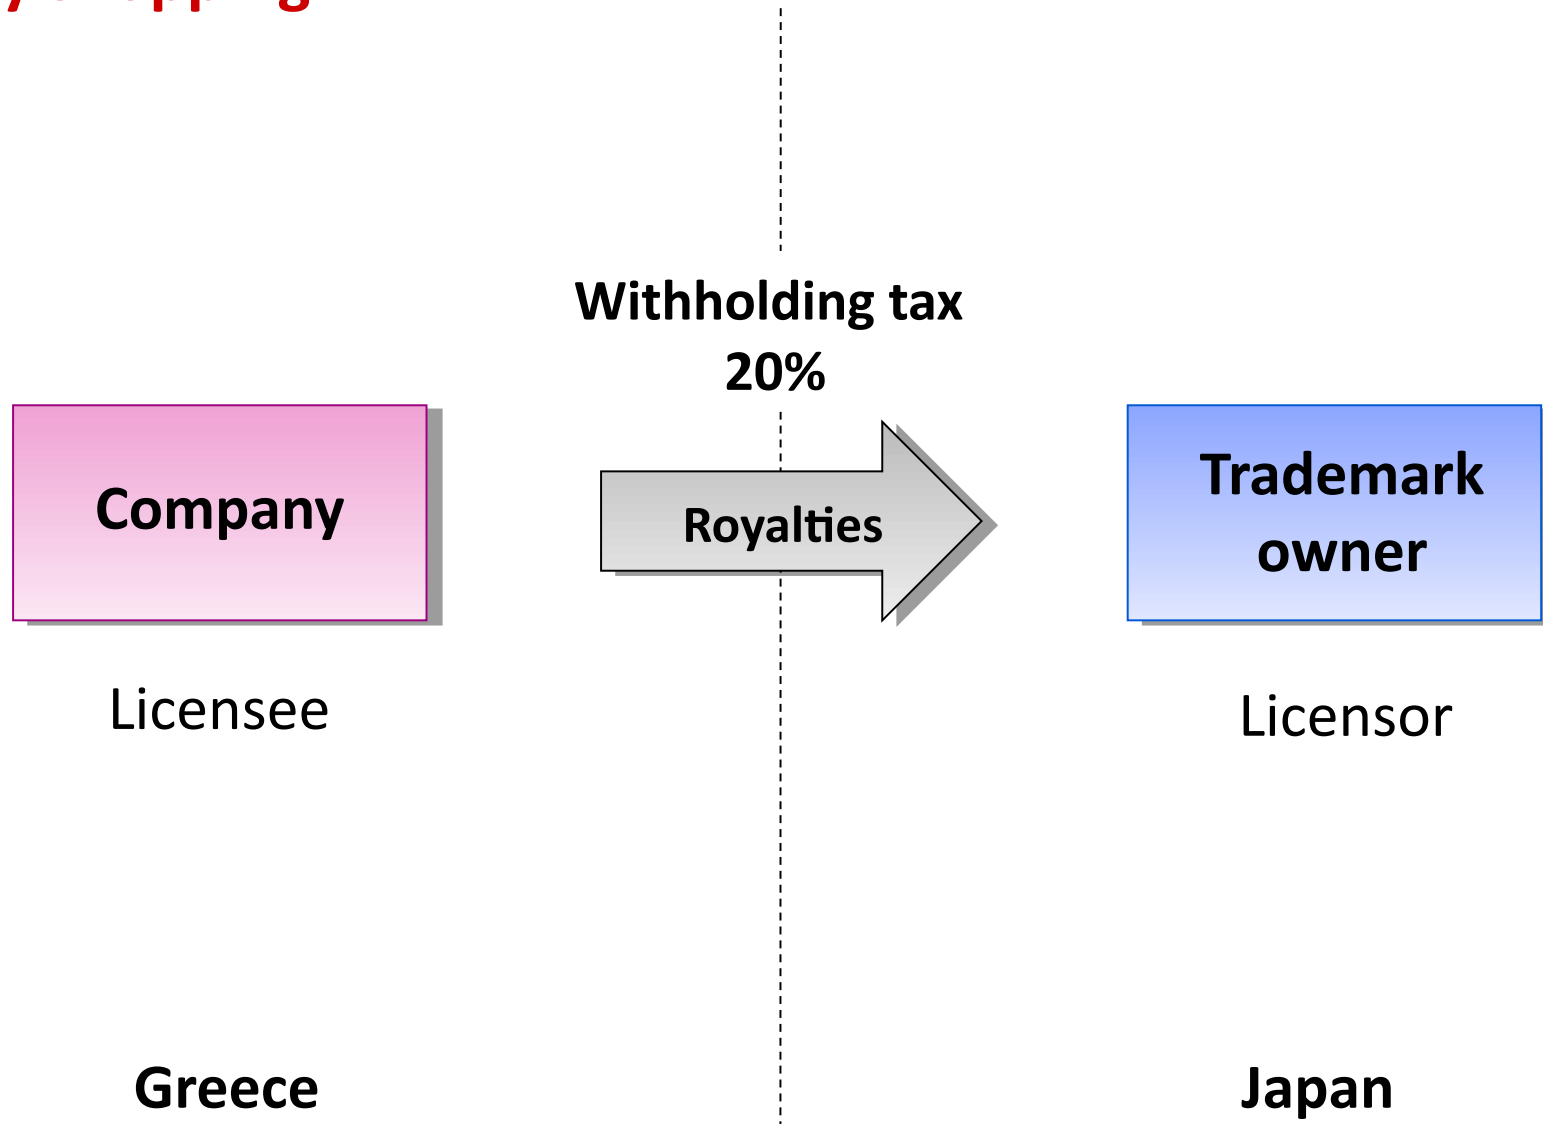 Withholding tax
20%
Company
Royalties
Trademark
owner
Licensee
Licensor
Greece
Japan